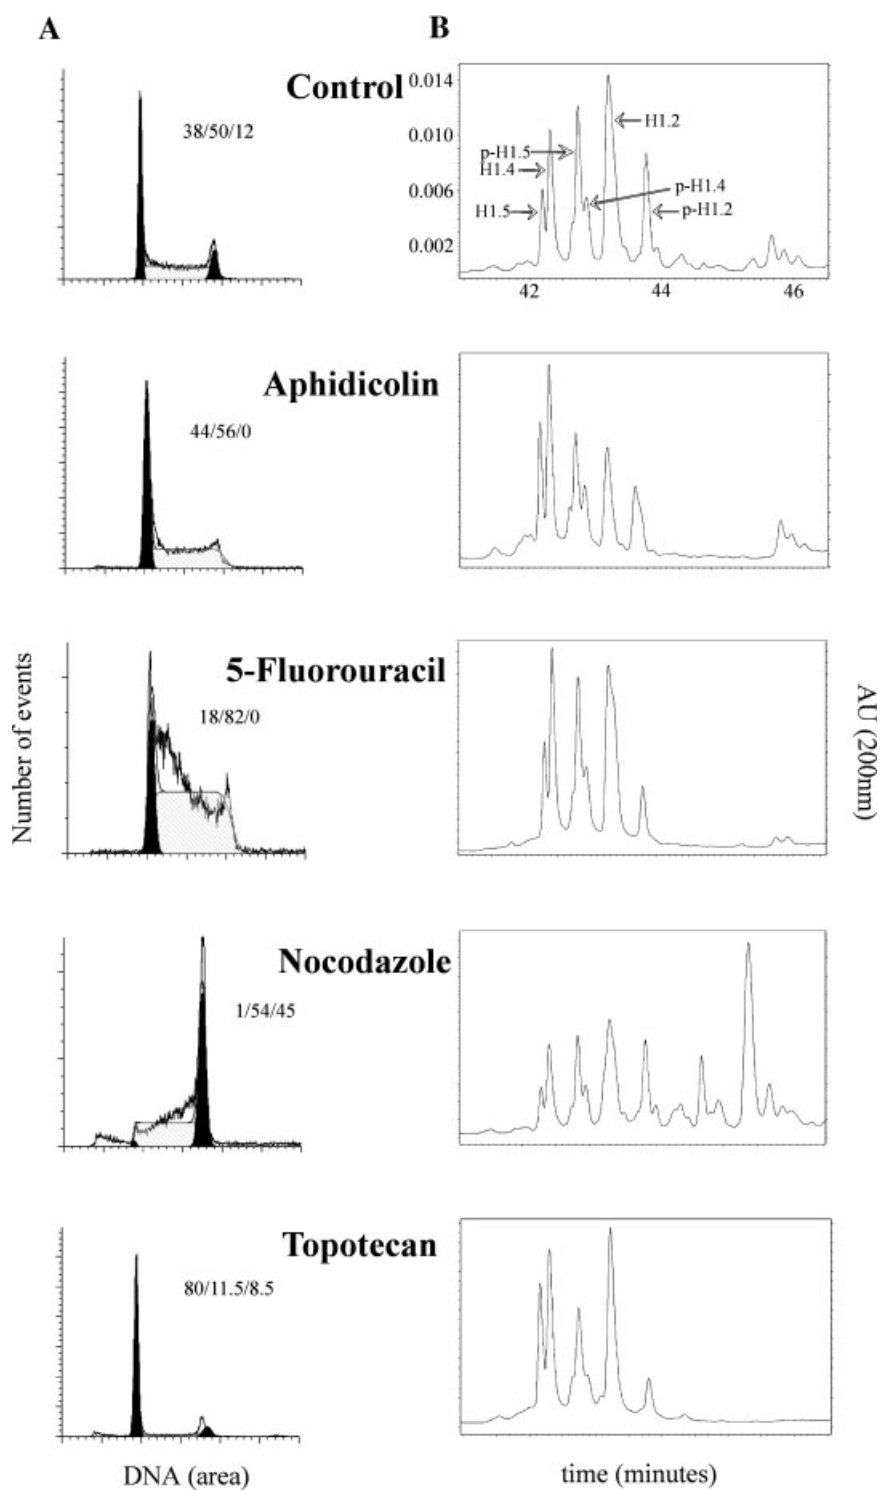 A
B
Control
38/50/12
0.014
0.010
0.006
0.002
H1.2
p-H1.5
H1.4
p-H1.4
H1.5
p-H1.2
42
44
46
Aphidicolin
44/56/0
5-Fluorouracil
18/82/0
Number of events
AU (200nm)
Nocodazole
1/54/45
Topotecan
80/11.5/8.5
DNA (area)
time (minutes)